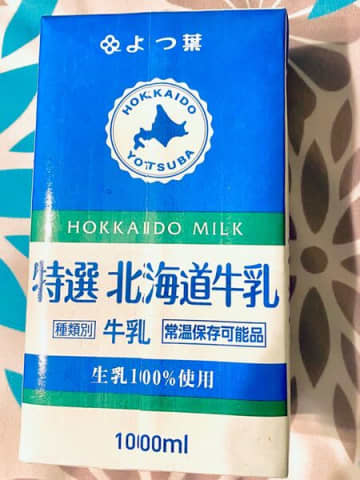 よつ葉
HOKKAIDO
YOTSUBA
HOKKAIDO MILK
特選 北海道牛乳
種類別 牛乳 常温保存可能品
生乳100%使用
1000ml